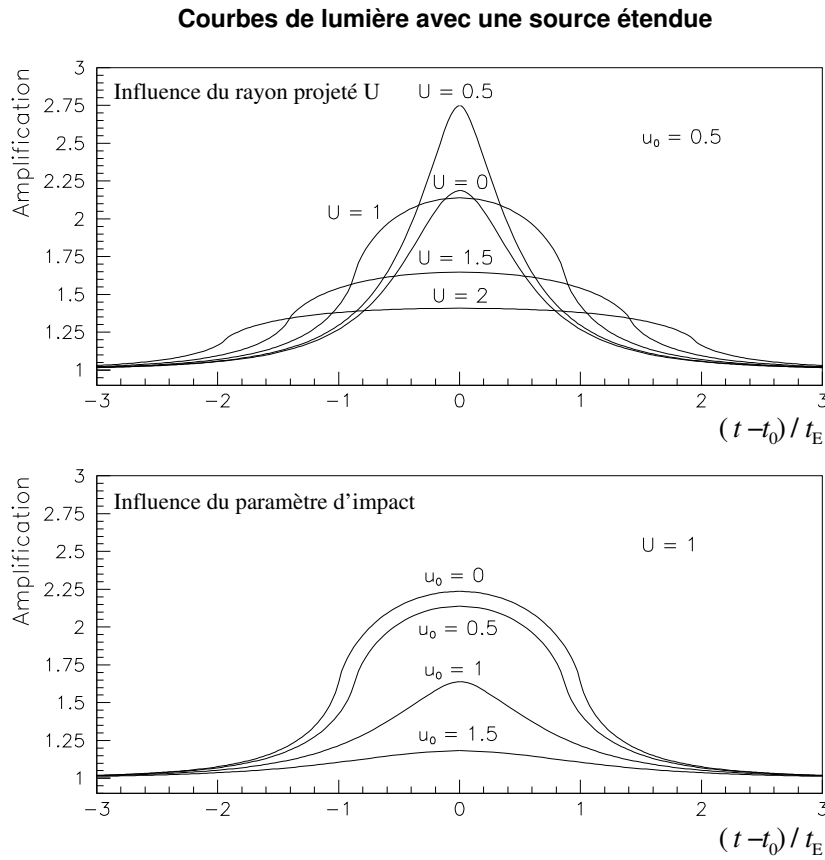 Courbes de lumière avec une source étendue
Amplification
3
2.75
2.5
2.25
2
1.75
1.5
1.25
1
Influence du rayon projeté U
U = 0.5
u₀ = 0.5
U = 0
U = 1
U = 1.5
U = 2
−3 −2 −1 0 1 2 3
(t−t₀) / t_E
Amplification
3
2.75
2.5
2.25
2
1.75
1.5
1.25
1
Influence du paramètre d'impact
U = 1
u₀ = 0
u₀ = 0.5
u₀ = 1
u₀ = 1.5
−3 −2 −1 0 1 2 3
(t−t₀) / t_E